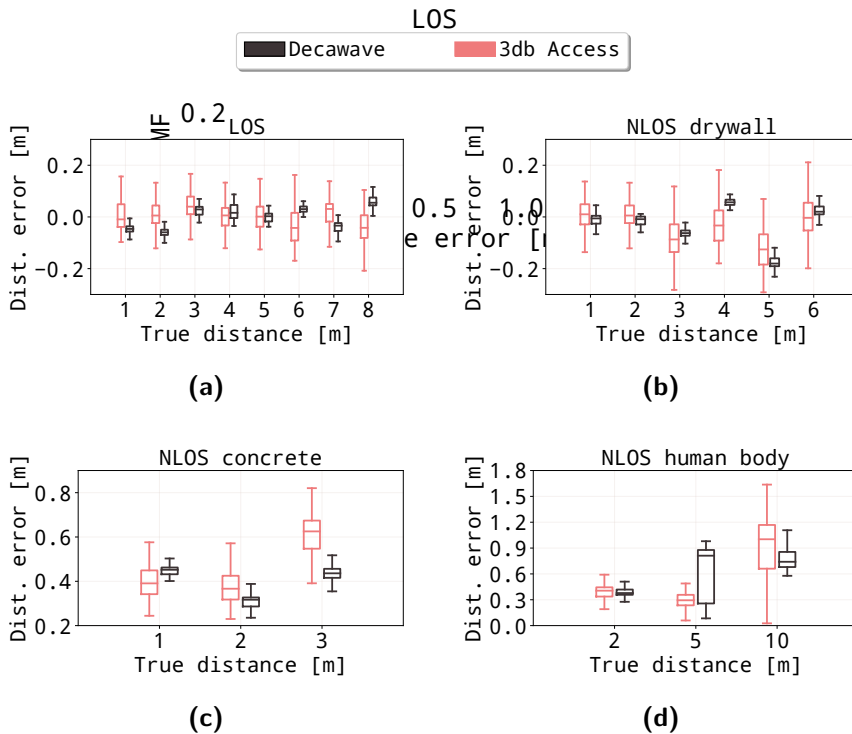 LOS
Decawave 3db Access
MF 0.2
LOS
NLOS drywall
Dist. error [m]
0.2
0.0
−0.2
1 2 3 4 5 6 7 8
True distance [m]
0.5 1.0
e error [
Dist. error [m]
0.2
0.0
−0.2
1 2 3 4 5 6
True distance [m]
(a)
(b)
NLOS concrete
NLOS human body
Dist. error [m]
0.8
0.6
0.4
0.2
1 2 3
True distance [m]
Dist. error [m]
1.8
1.5
1.2
0.9
0.6
0.3
0.0
2 5 10
True distance [m]
(c)
(d)